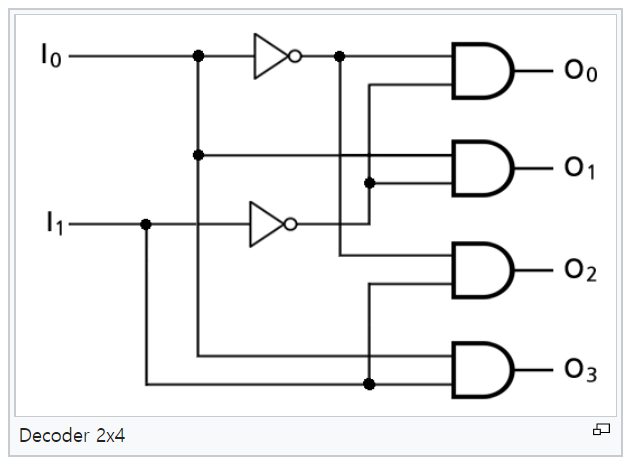 I0
O0
O1
I1
O2
O3
Decoder 2x4